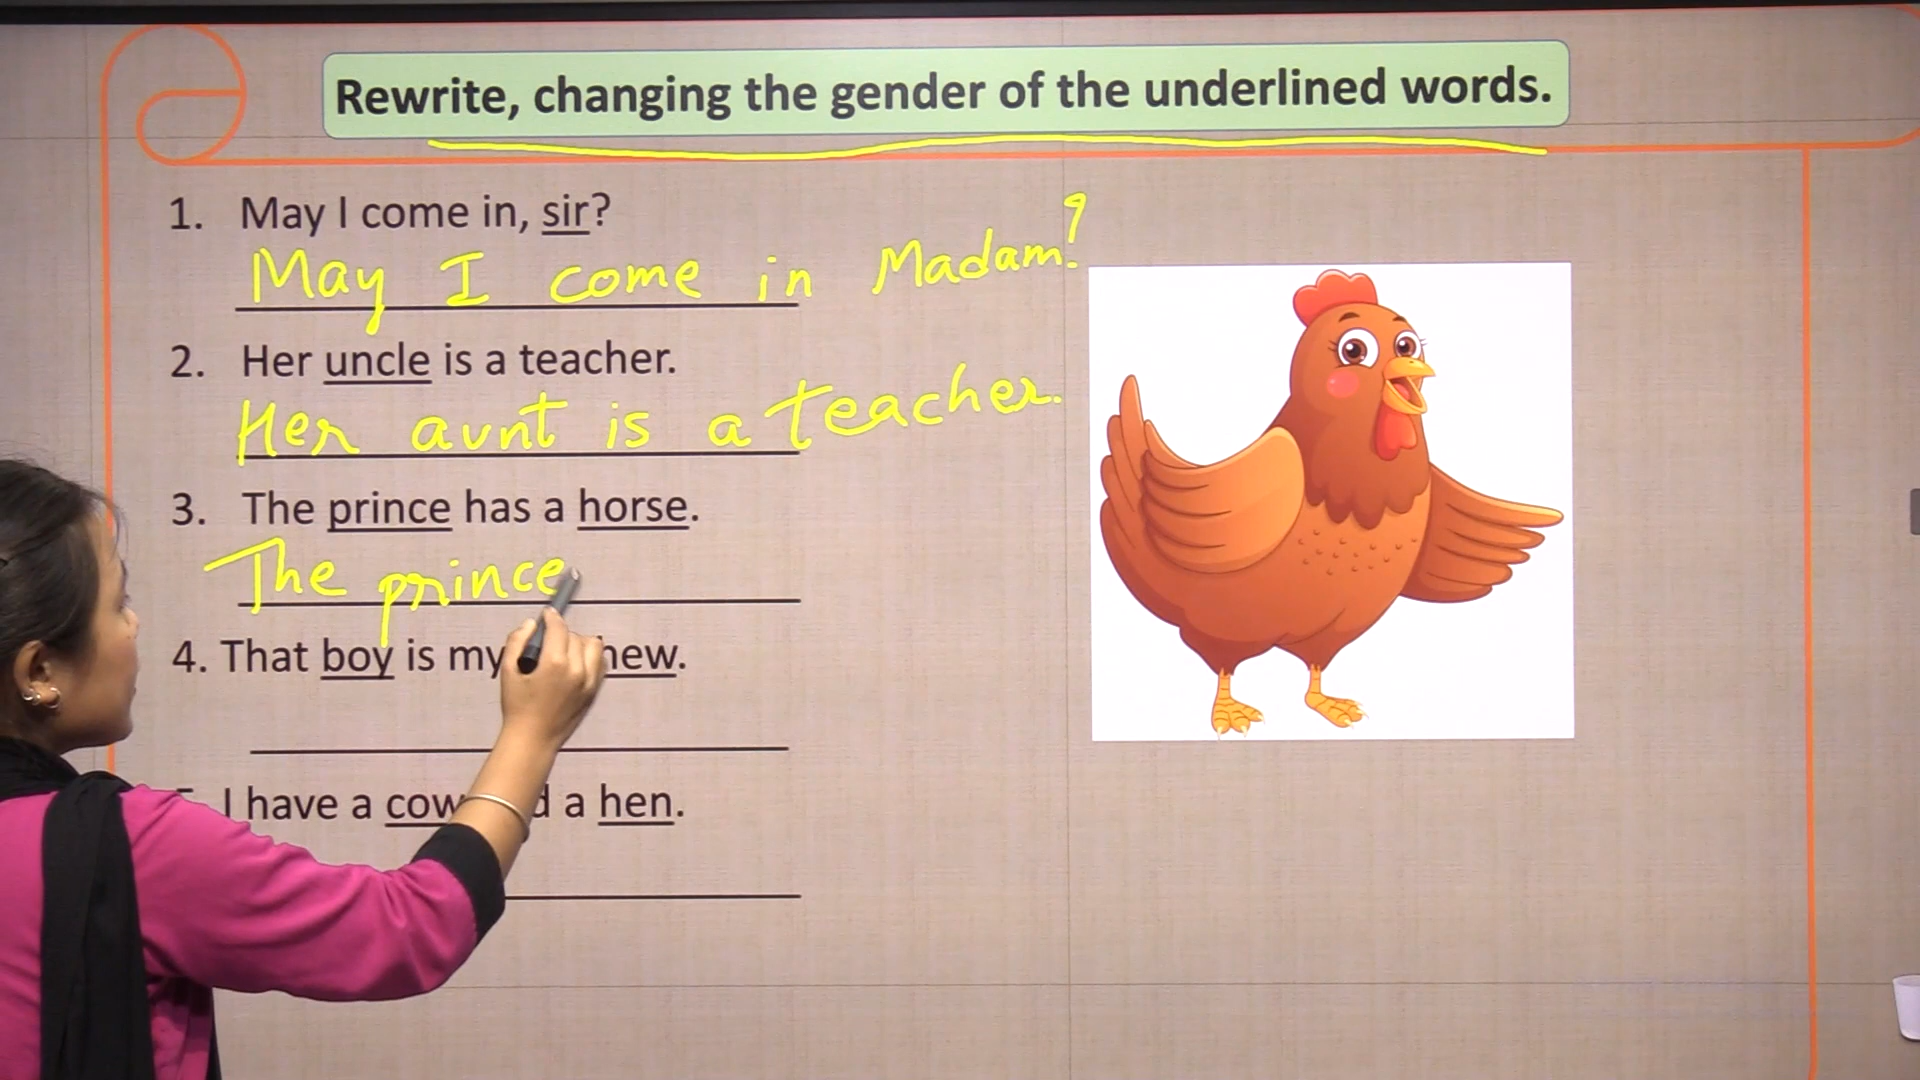 Rewrite, changing the gender of the underlined words.
1. May I come in, sir?
May I come in Madam?
2. Her uncle is a teacher.
Her aunt is a teacher.
3. The prince has a horse.
The prince
4. That boy is my
I have a cow a hen.